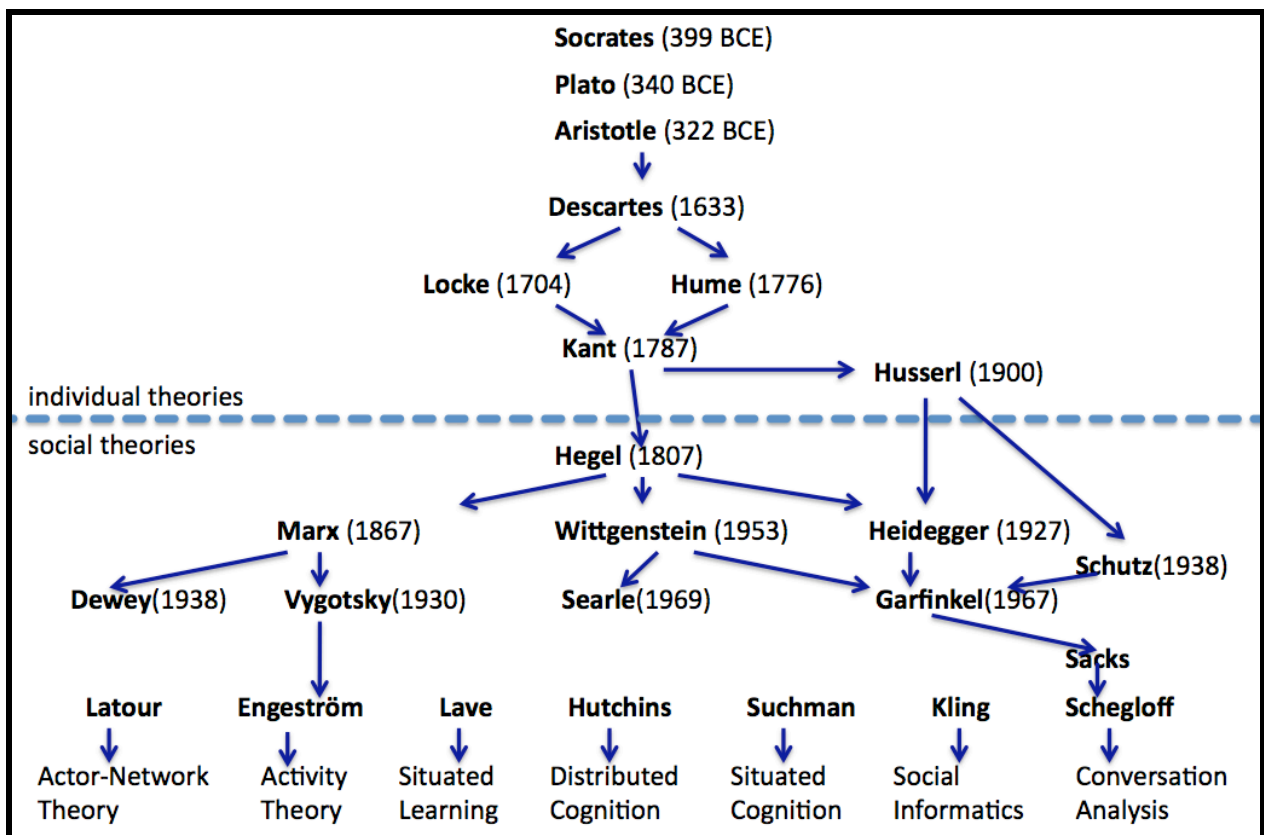 Socrates (399 BCE)
Plato (340 BCE)
Aristotle (322 BCE)
Descartes (1633)
Locke (1704) Hume (1776)
Kant (1787)
Husserl (1900)
individual theories
social theories
Hegel (1807)
Marx (1867) Wittgenstein (1953) Heidegger (1927)
Schutz(1938)
Dewey(1938) Vygotsky(1930) Searle(1969) Garfinkel(1967)
Sacks
Latour Engeström Lave Hutchins Suchman Kling Schegloff
Actor-Network Activity Situated Distributed Situated Social Conversation
Theory Theory Learning Cognition Cognition Informatics Analysis